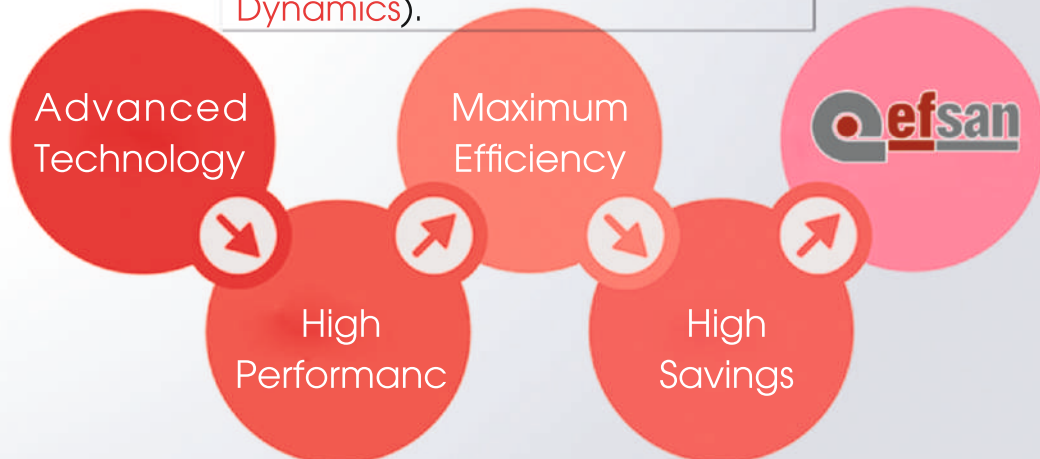 Dynamics).
Advanced
Technology
High
Performanc
Maximum
Efficiency
High
Savings
efsan